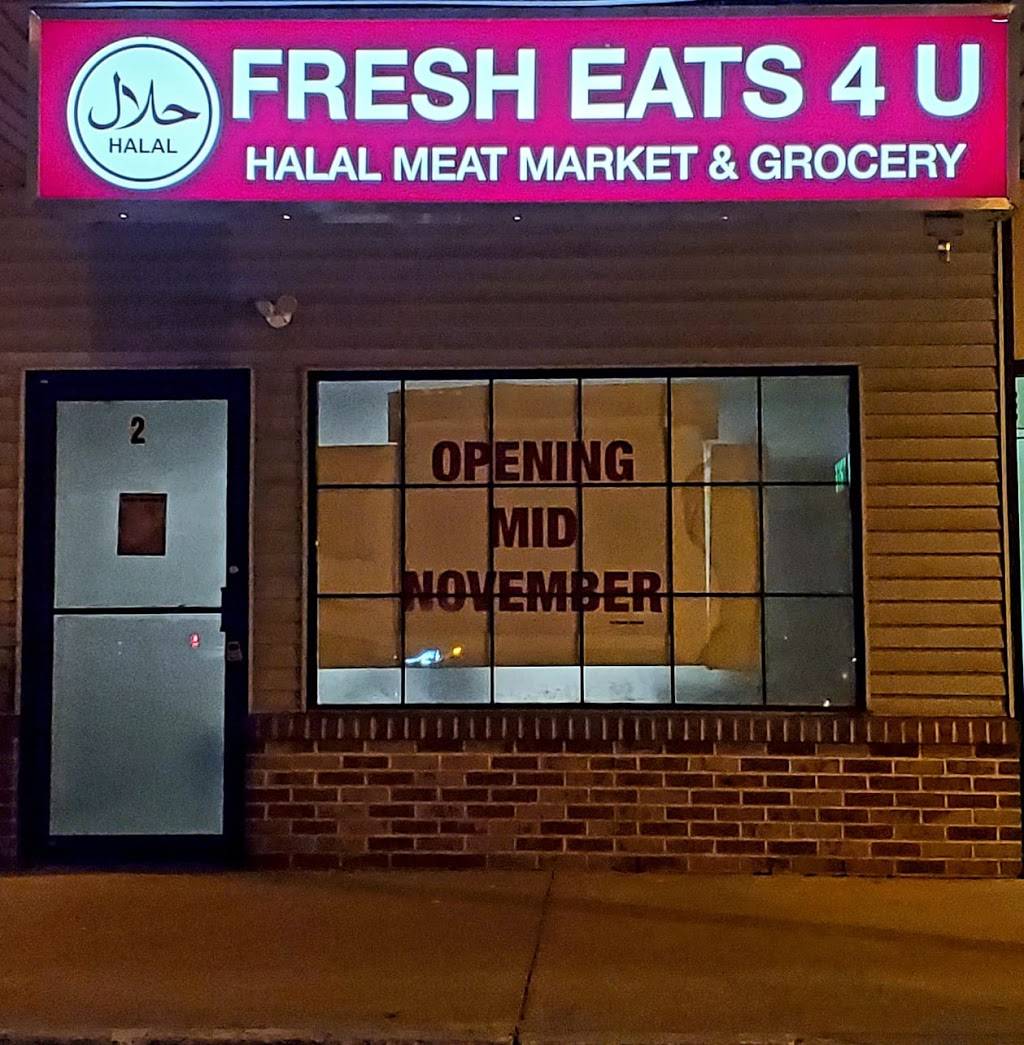 حلال
HALAL
FRESH EATS 4 U
HALAL MEAT MARKET & GROCERY
2
OPENING
MID
NOVEMBER